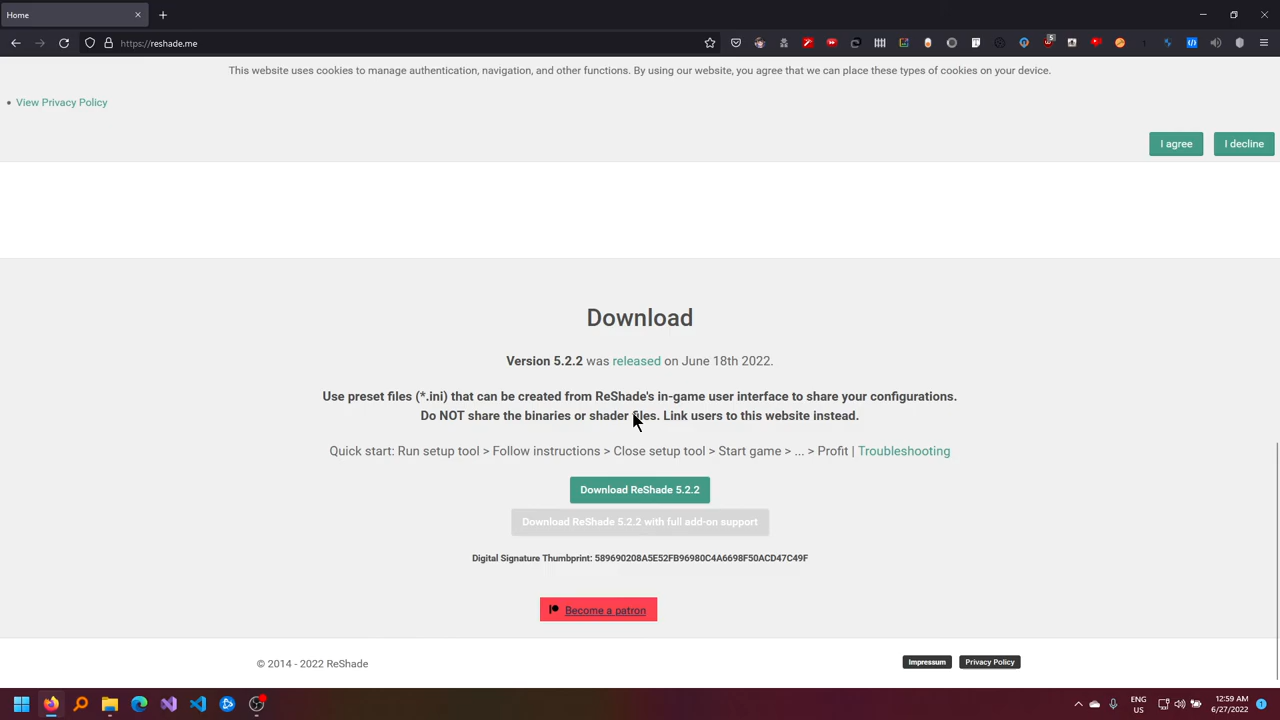 Home
https://reshade.me
5
This website uses cookies to manage authentication, navigation, and other functions. By using our website, you agree that we can place these types of cookies on your device.
View Privacy Policy
I agree
I decline
Download
Version 5.2.2 was released on June 18th 2022.
Use preset files (*.ini) that can be created from ReShade's in-game user interface to share your configurations.
Do NOT share the binaries or shader files. Link users to this website instead.
Quick start: Run setup tool > Follow instructions > Close setup tool > Start game > ... > Profit | Troubleshooting
Download ReShade 5.2.2
Download ReShade 5.2.2 with full add-on support
Digital Signature Thumbprint: 589690208A5E52FB96980C4A6698F50ACD47C49F
Become a patron
© 2014 - 2022 ReShade
Impressum
Privacy Policy
ENG
US
12:59 AM
6/27/2022
1